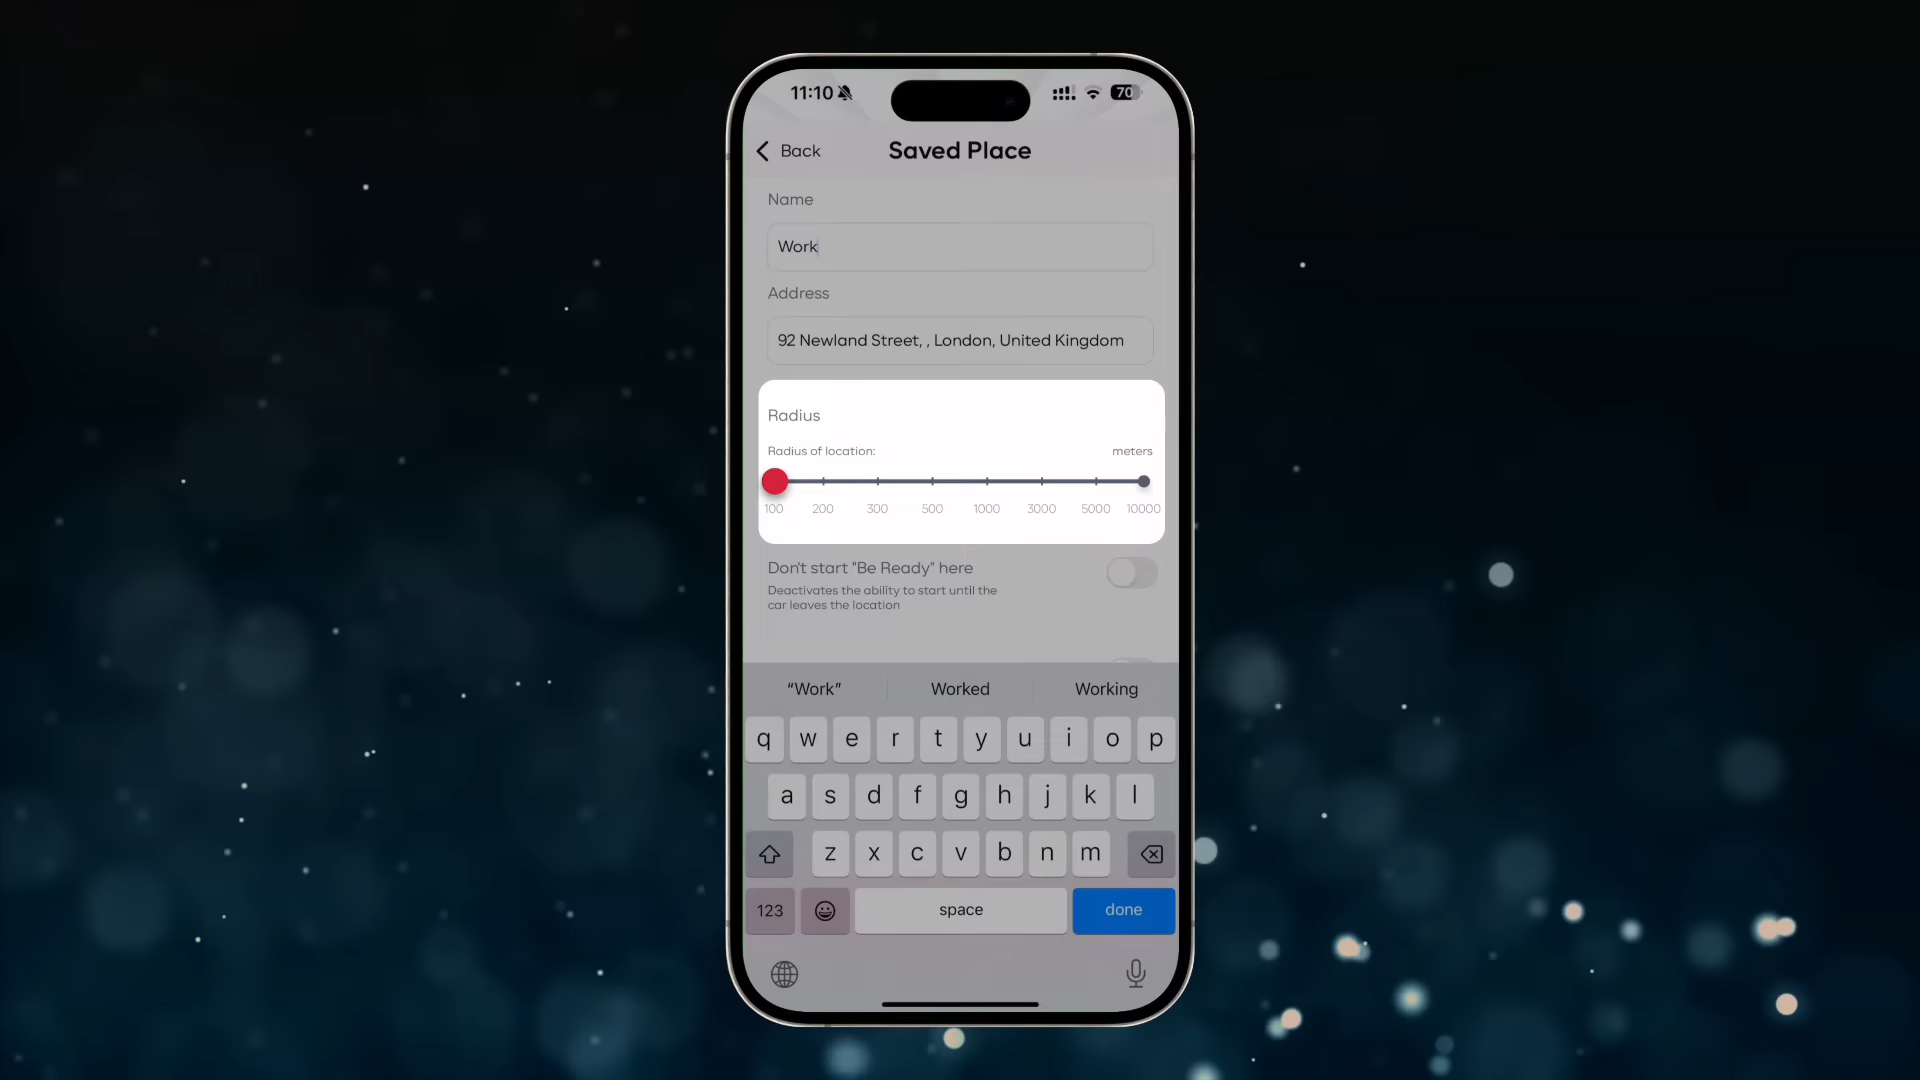 11:10
70
Back
Saved Place
Name
Work
Address
92 Newland Street, , London, United Kingdom
Radius
Radius of location:
meters
100 200 300 500 1000 3000 5000 10000
Don't start "Be Ready" here
Deactivates the ability to start until the
car leaves the location
“Work” Worked Working
q w e r t y u i o p
a s d f g h j k l
z x c v b n m
123 space done